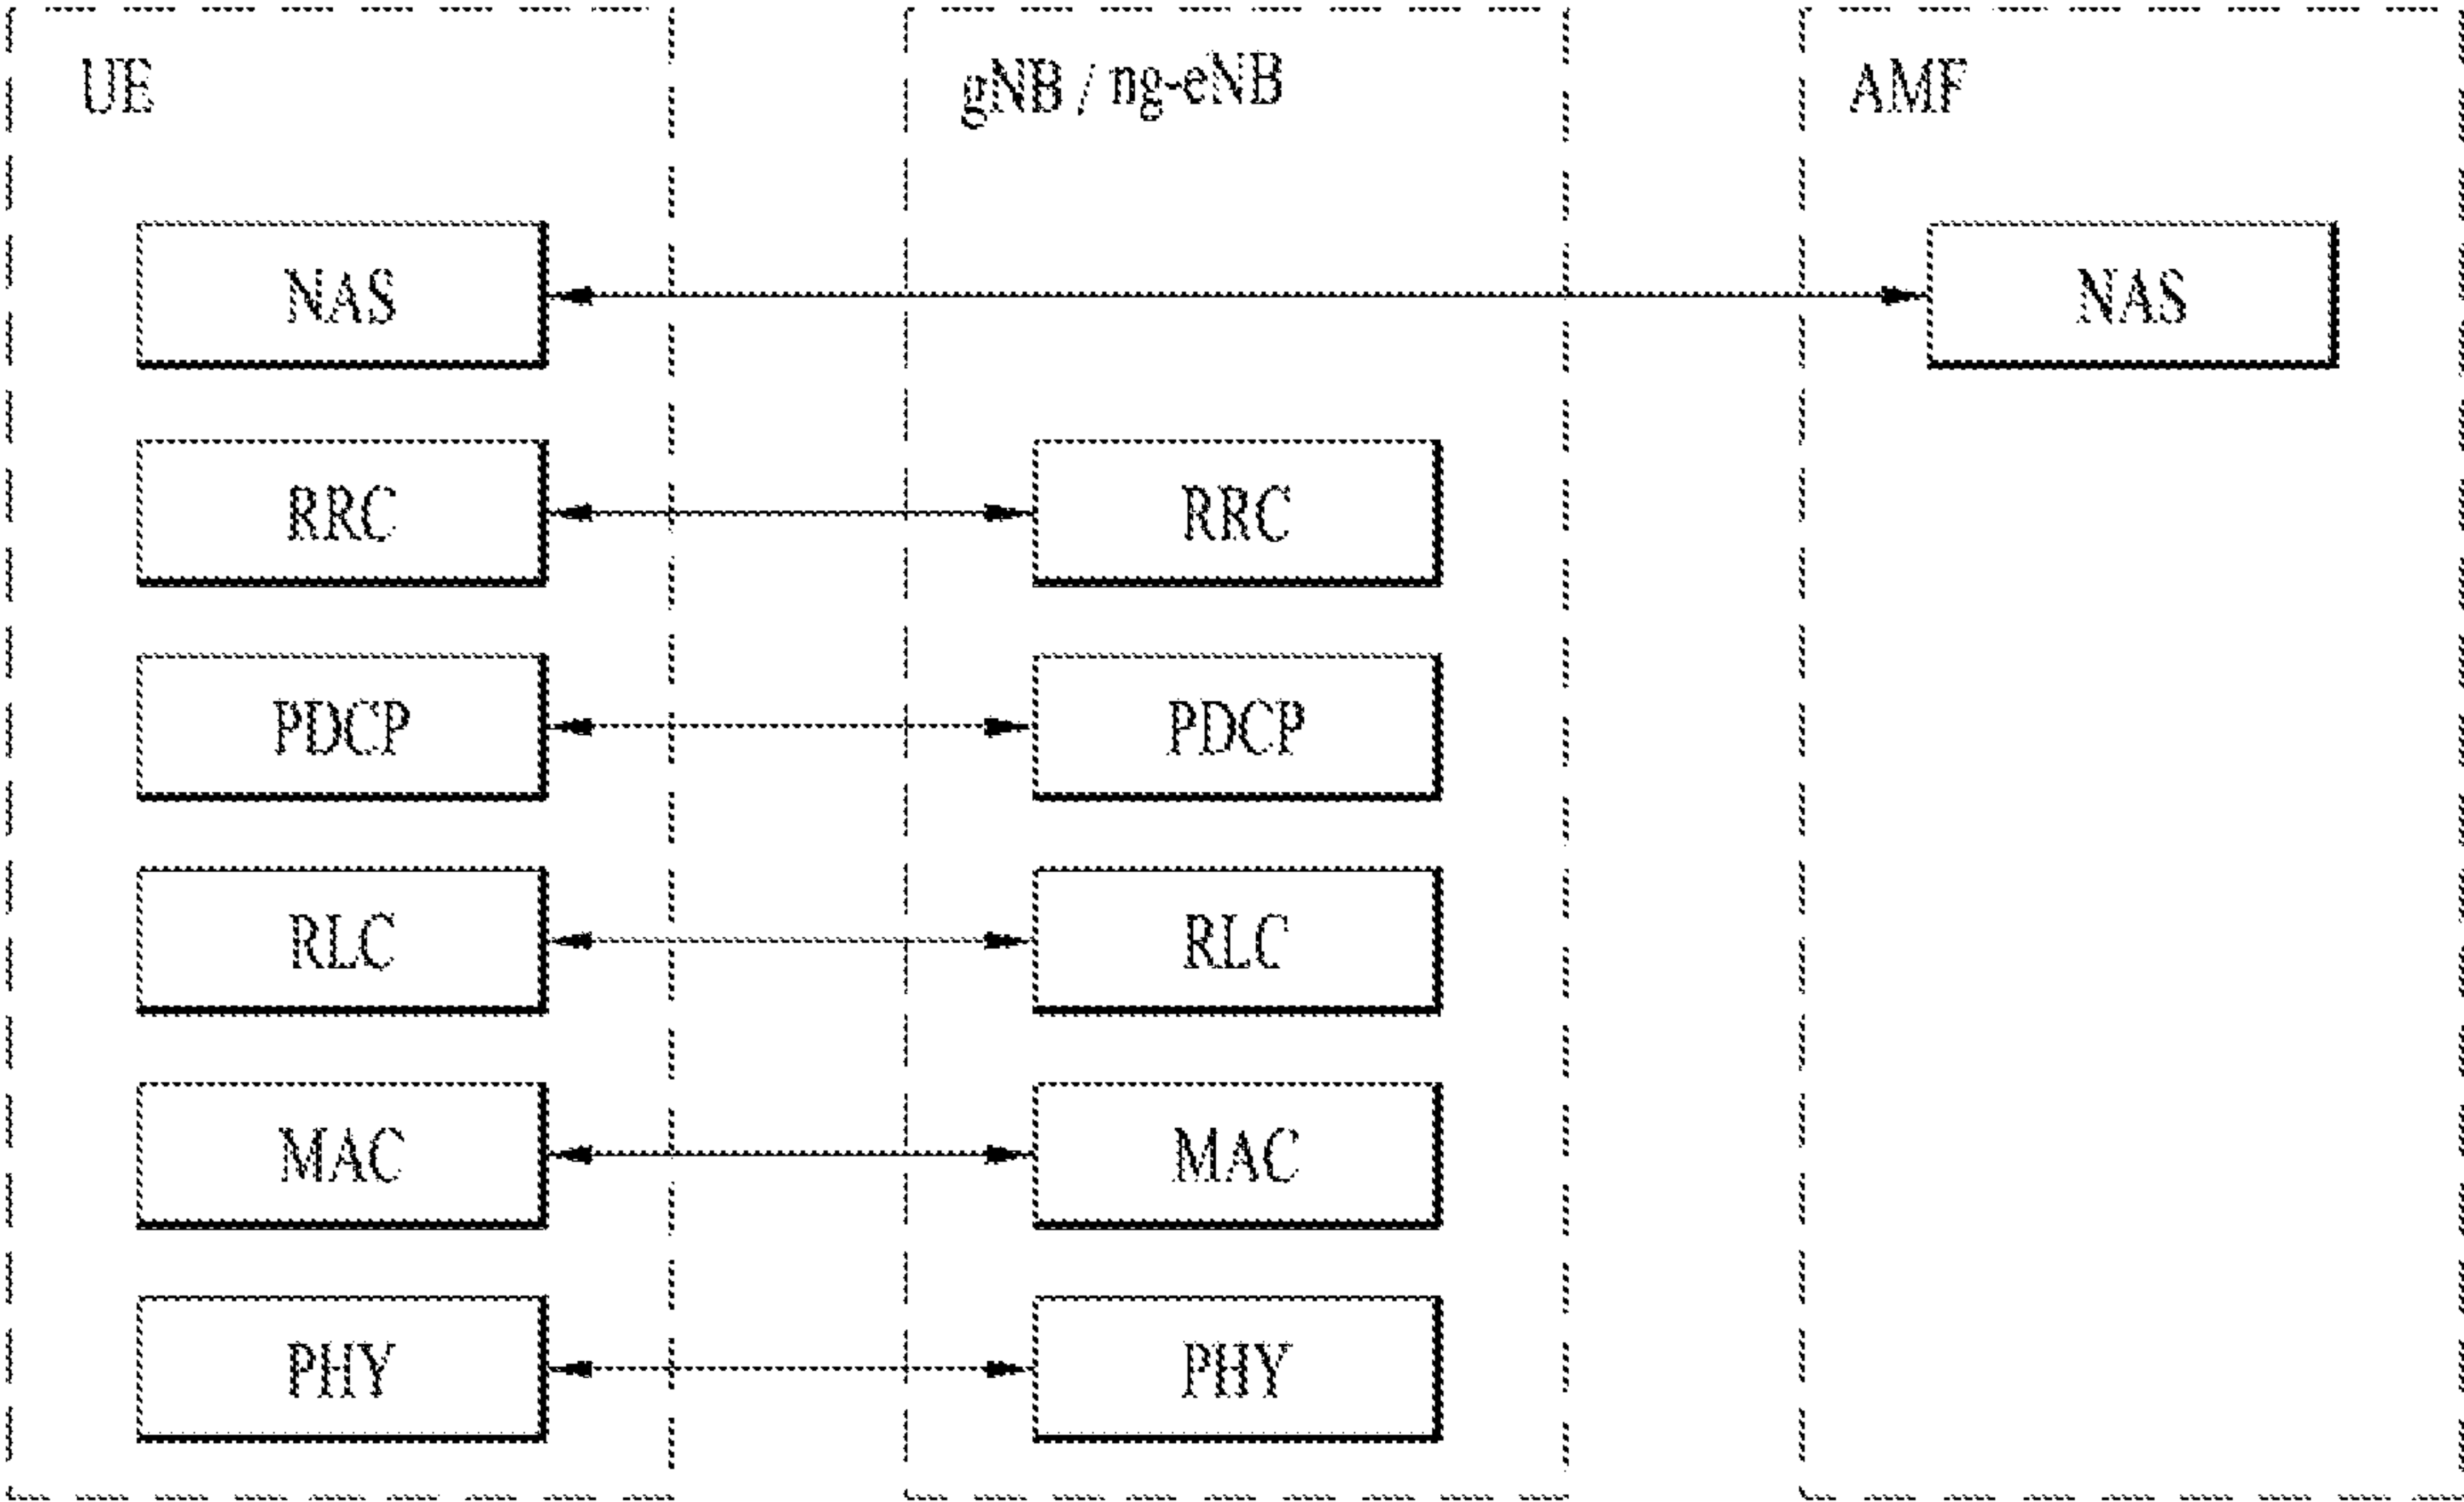 UE gNB / ng-eNB AMF
NAS NAS
RRC RRC
PDCP PDCP
RLC RLC
MAC MAC
PHY PHY